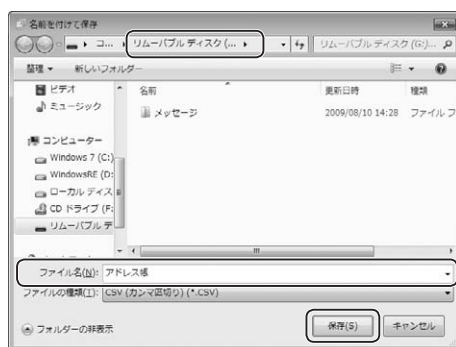 名前を付けて保存
コ... リムーバブル ディスク (... リムーバブル ディスク (G:)...
整理 新しいフォルダー
名前 更新日時 種類
ビデオ
ミュージック
メッセージ 2009/08/10 14:28 ファイル フ
コンピューター
Windows 7 (C:)
WindowsRE (D:
ローカル ディス
CD ドライブ (F:
リムーバブル デ
ファイル名(N): アドレス帳
ファイルの種類(T): CSV (カンマ区切り) (*.CSV)
フォルダーの非表示 保存(S) キャンセル